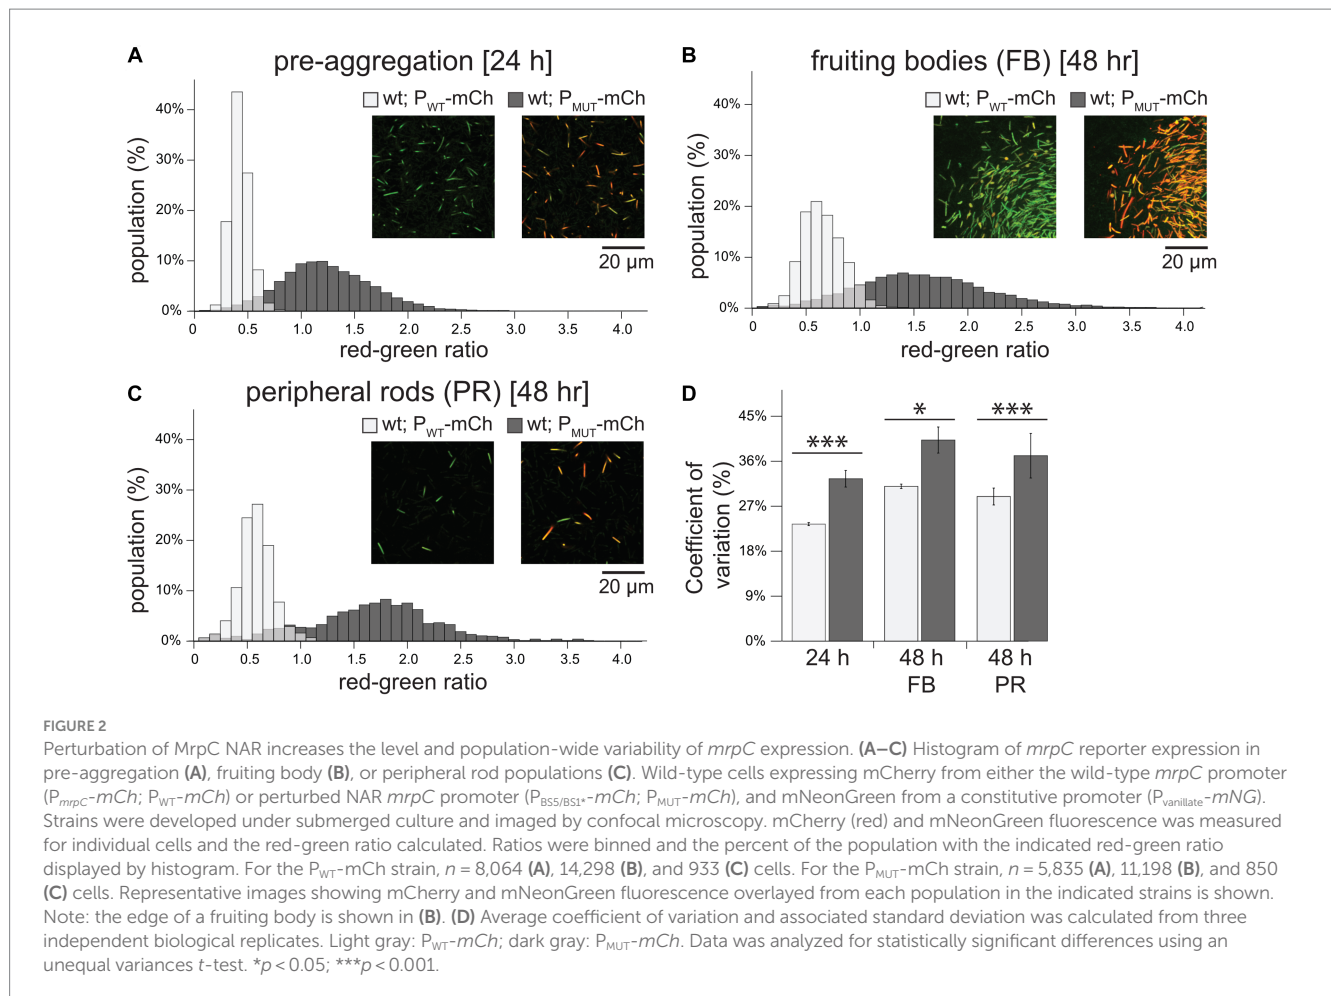 A
pre-aggregation [24 h]
wt; PWT-mCh wt; PMUT-mCh
40%
30%
20%
10%
0%
population (%)
0.5 1.0 1.5 2.0 2.5 3.0 3.5 4.0
red-green ratio
20 µm
B
fruiting bodies (FB) [48 hr]
wt; PWT-mCh wt; PMUT-mCh
40%
30%
20%
10%
0%
population (%)
0 0.5 1.0 1.5 2.0 2.5 3.0 3.5 4.0
red-green ratio
20 µm
C
peripheral rods (PR) [48 hr]
wt; PWT-mCh wt; PMUT-mCh
40%
30%
20%
10%
0%
population (%)
0 0.5 1.0 1.5 2.0 2.5 3.0 3.5 4.0
red-green ratio
20 µm
D
45%
36%
27%
18%
9%
0%
Coefficient of
variation (%)
*** * ***
24 h 48 h 48 h
FB PR
FIGURE 2
Perturbation of MrpC NAR increases the level and population-wide variability of mrpC expression. (A–C) Histogram of mrpC reporter expression in
pre-aggregation (A), fruiting body (B), or peripheral rod populations (C). Wild-type cells expressing mCherry from either the wild-type mrpC promoter
(PmrpC-mCh; PWT-mCh) or perturbed NAR mrpC promoter (PBS5/BS1*-mCh; PMUT-mCh), and mNeonGreen from a constitutive promoter (Pvanillate-mNG).
Strains were developed under submerged culture and imaged by confocal microscopy. mCherry (red) and mNeonGreen fluorescence was measured
for individual cells and the red-green ratio calculated. Ratios were binned and the percent of the population with the indicated red-green ratio
displayed by histogram. For the PWT-mCh strain, n = 8,064 (A), 14,298 (B), and 933 (C) cells. For the PMUT-mCh strain, n = 5,835 (A), 11,198 (B), and 850
(C) cells. Representative images showing mCherry and mNeonGreen fluorescence overlayed from each population in the indicated strains is shown.
Note: the edge of a fruiting body is shown in (B). (D) Average coefficient of variation and associated standard deviation was calculated from three
independent biological replicates. Light gray: PWT-mCh; dark gray: PMUT-mCh. Data was analyzed for statistically significant differences using an
unequal variances t-test. *p < 0.05; ***p < 0.001.